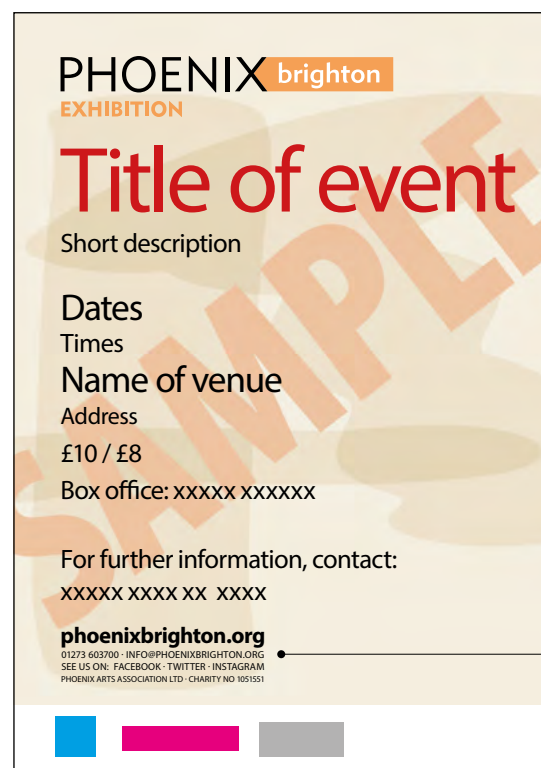 PHOENIX brighton
EXHIBITION
Title of event
Short description
Dates
Times
Name of venue
Address
£10 / £8
Box office: xxxxx xxxxxx
For further information, contact:
xxxxx xxxx xx xxxx
phoenixbrighton.org
01273 603700 · INFO@PHOENIXBRIGHTON.ORG
SEE US ON: FACEBOOK · TWITTER · INSTAGRAM
PHOENIX ARTS ASSOCIATION LTD · CHARITY NO 1051551
SAMPLE